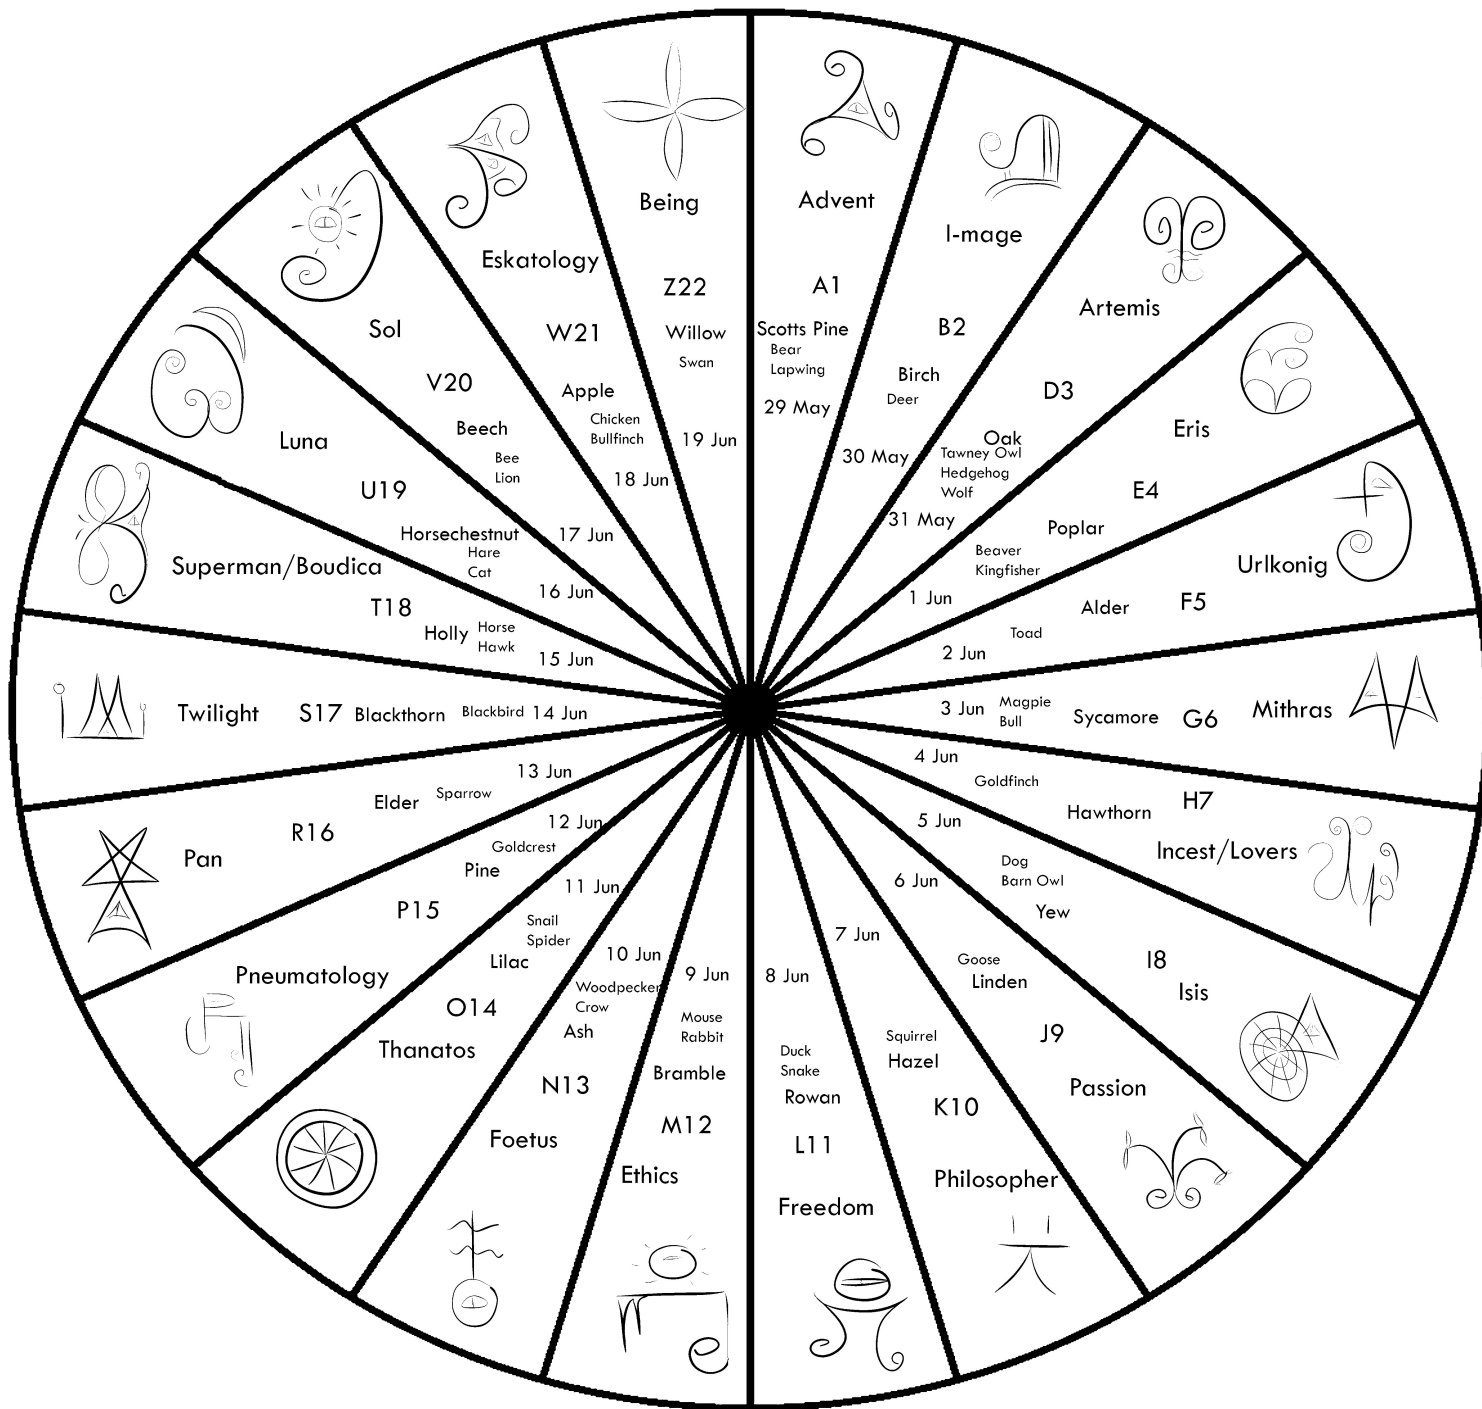 Advent
A1
Scotts Pine
Bear
Lapwing
29 May
I-mage
B2
Birch
Deer
30 May
Artemis
D3
Oak
Tawney Owl
Hedgehog
Wolf
31 May
Eris
E4
Poplar
Beaver
Kingfisher
1 Jun
Urlkonig
F5
Alder
Toad
2 Jun
Mithras
G6
Sycamore
Magpie
Bull
3 Jun
H7
Incest/Lovers
Hawthorn
Goldfinch
4 Jun
I8
Isis
Yew
Dog
Barn Owl
5 Jun
J9
Passion
Linden
Goose
6 Jun
K10
Philosopher
Hazel
Squirrel
7 Jun
8 Jun
Duck
Snake
Rowan
L11
Freedom
9 Jun
Mouse
Rabbit
Bramble
M12
Ethics
10 Jun
Woodpecker
Crow
Ash
N13
Foetus
11 Jun
Snail
Spider
Lilac
O14
Thanatos
12 Jun
Goldcrest
Pine
P15
Pneumatology
13 Jun
Sparrow
Elder
R16
Pan
Twilight
S17
Blackthorn
Blackbird
14 Jun
Superman/Boudica
T18
Holly
Horse
Hawk
15 Jun
Luna
U19
Horsechestnut
Hare
Cat
16 Jun
Sol
V20
Beech
Bee
Lion
17 Jun
Eskatology
W21
Apple
Chicken
Bullfinch
18 Jun
Being
Z22
Willow
Swan
19 Jun